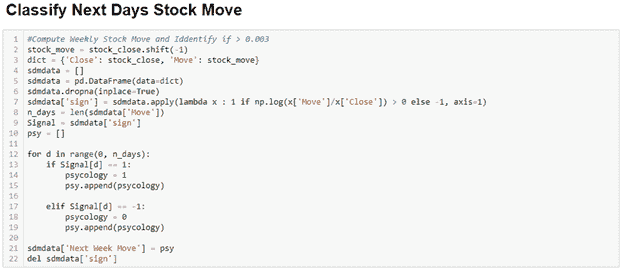 Classify Next Days Stock Move
1 #Compute Weekly Stock Move and Iddentify if > 0.003
2 stock_move = stock_close.shift(-1)
3 dict = {'Close': stock_close, 'Move': stock_move}
4 sdmdata = []
5 sdmdata = pd.DataFrame(data=dict)
6 sdmdata.dropna(inplace=True)
7 sdmdata['sign'] = sdmdata.apply(lambda x : 1 if np.log(x['Move']/x['Close']) > 0 else -1, axis=1)
8 n_days = len(sdmdata['Move'])
9 Signal = sdmdata['sign']
10 psy = []
11
12 for d in range(0, n_days):
13     if Signal[d] == 1:
14         psycology = 1
15         psy.append(psycology)
16
17     elif Signal[d] == -1:
18         psycology = 0
19         psy.append(psycology)
20
21 sdmdata['Next Week Move'] = psy
22 del sdmdata['sign']